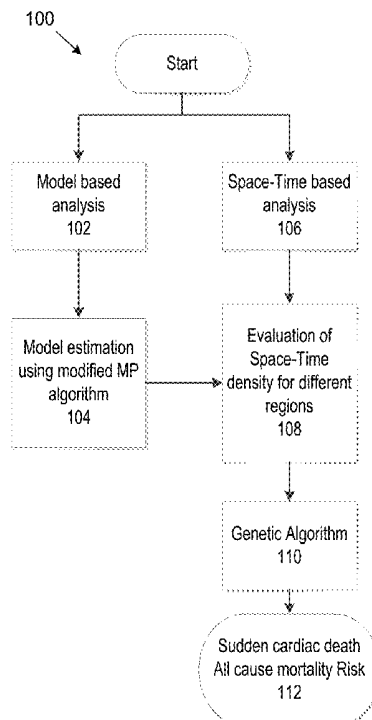 100
Start
Model based
analysis
102
Space-Time based
analysis
106
Model estimation
using modified MP
algorithm
104
Evaluation of
Space-Time
density for different
regions
108
Genetic Algorithm
110
Sudden cardiac death
All cause mortality Risk
112